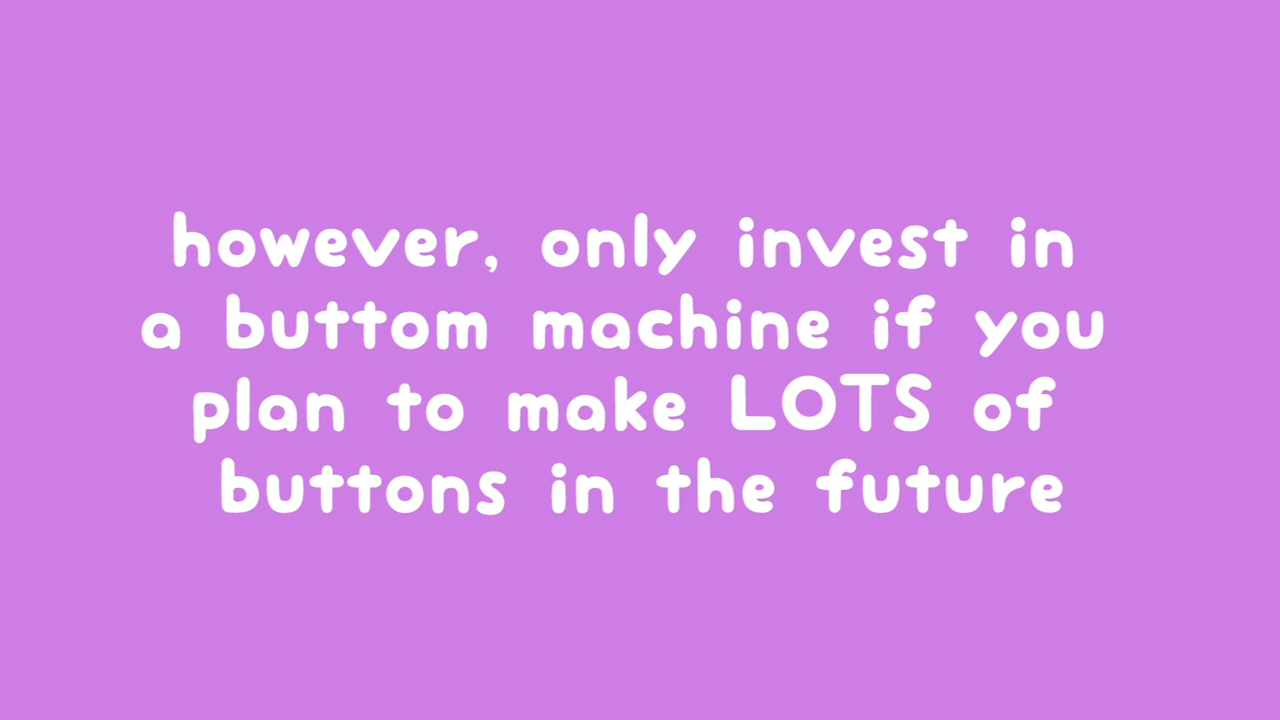 however, only invest in
a buttom machine if you
plan to make LOTS of
buttons in the future